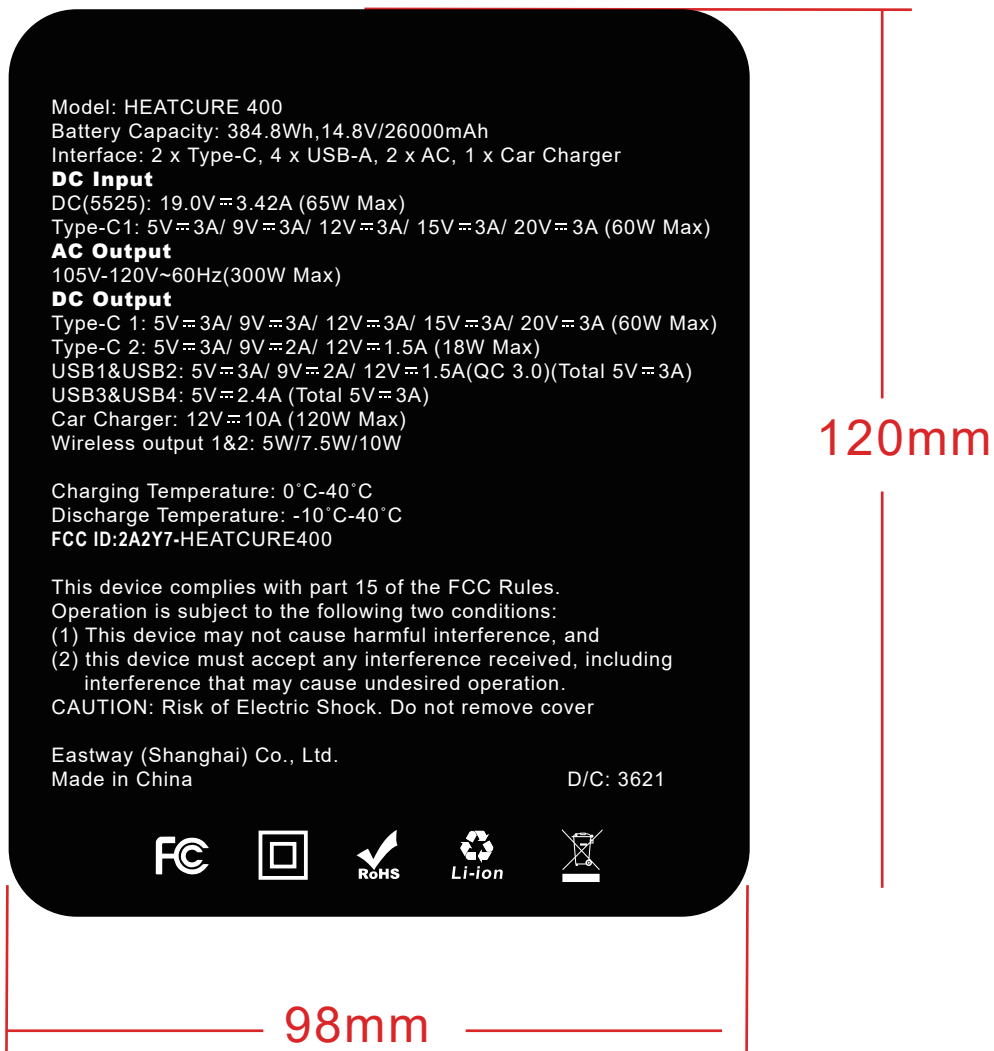 Model: HEATCURE 400
Battery Capacity: 384.8Wh,14.8V/26000mAh
Interface: 2 x Type-C, 4 x USB-A, 2 x AC, 1 x Car Charger
DC Input
DC(5525): 19.0V⎓3.42A (65W Max)
Type-C1: 5V⎓3A/ 9V⎓3A/ 12V⎓3A/ 15V⎓3A/ 20V⎓3A (60W Max)
AC Output
105V-120V~60Hz(300W Max)
DC Output
Type-C 1: 5V⎓3A/ 9V⎓3A/ 12V⎓3A/ 15V⎓3A/ 20V⎓3A (60W Max)
Type-C 2: 5V⎓3A/ 9V⎓2A/ 12V⎓1.5A (18W Max)
USB1&USB2: 5V⎓3A/ 9V⎓2A/ 12V⎓1.5A(QC 3.0)(Total 5V⎓3A)
USB3&USB4: 5V⎓2.4A (Total 5V⎓3A)
Car Charger: 12V⎓10A (120W Max)
Wireless output 1&2: 5W/7.5W/10W
Charging Temperature: 0˚C-40˚C
Discharge Temperature: -10˚C-40˚C
FCC ID:2A2Y7-HEATCURE400
This device complies with part 15 of the FCC Rules.
Operation is subject to the following two conditions:
(1) This device may not cause harmful interference, and
(2) this device must accept any interference received, including
interference that may cause undesired operation.
CAUTION: Risk of Electric Shock. Do not remove cover
Eastway (Shanghai) Co., Ltd.
Made in China D/C: 3621
FC RoHS Li-ion
120mm
98mm